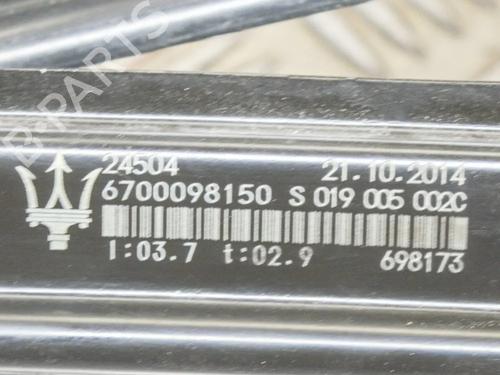 B-PARTS
24504 21.10.2014
6700098150 S 019 005 002C
I:03.7 t:02.9 698173